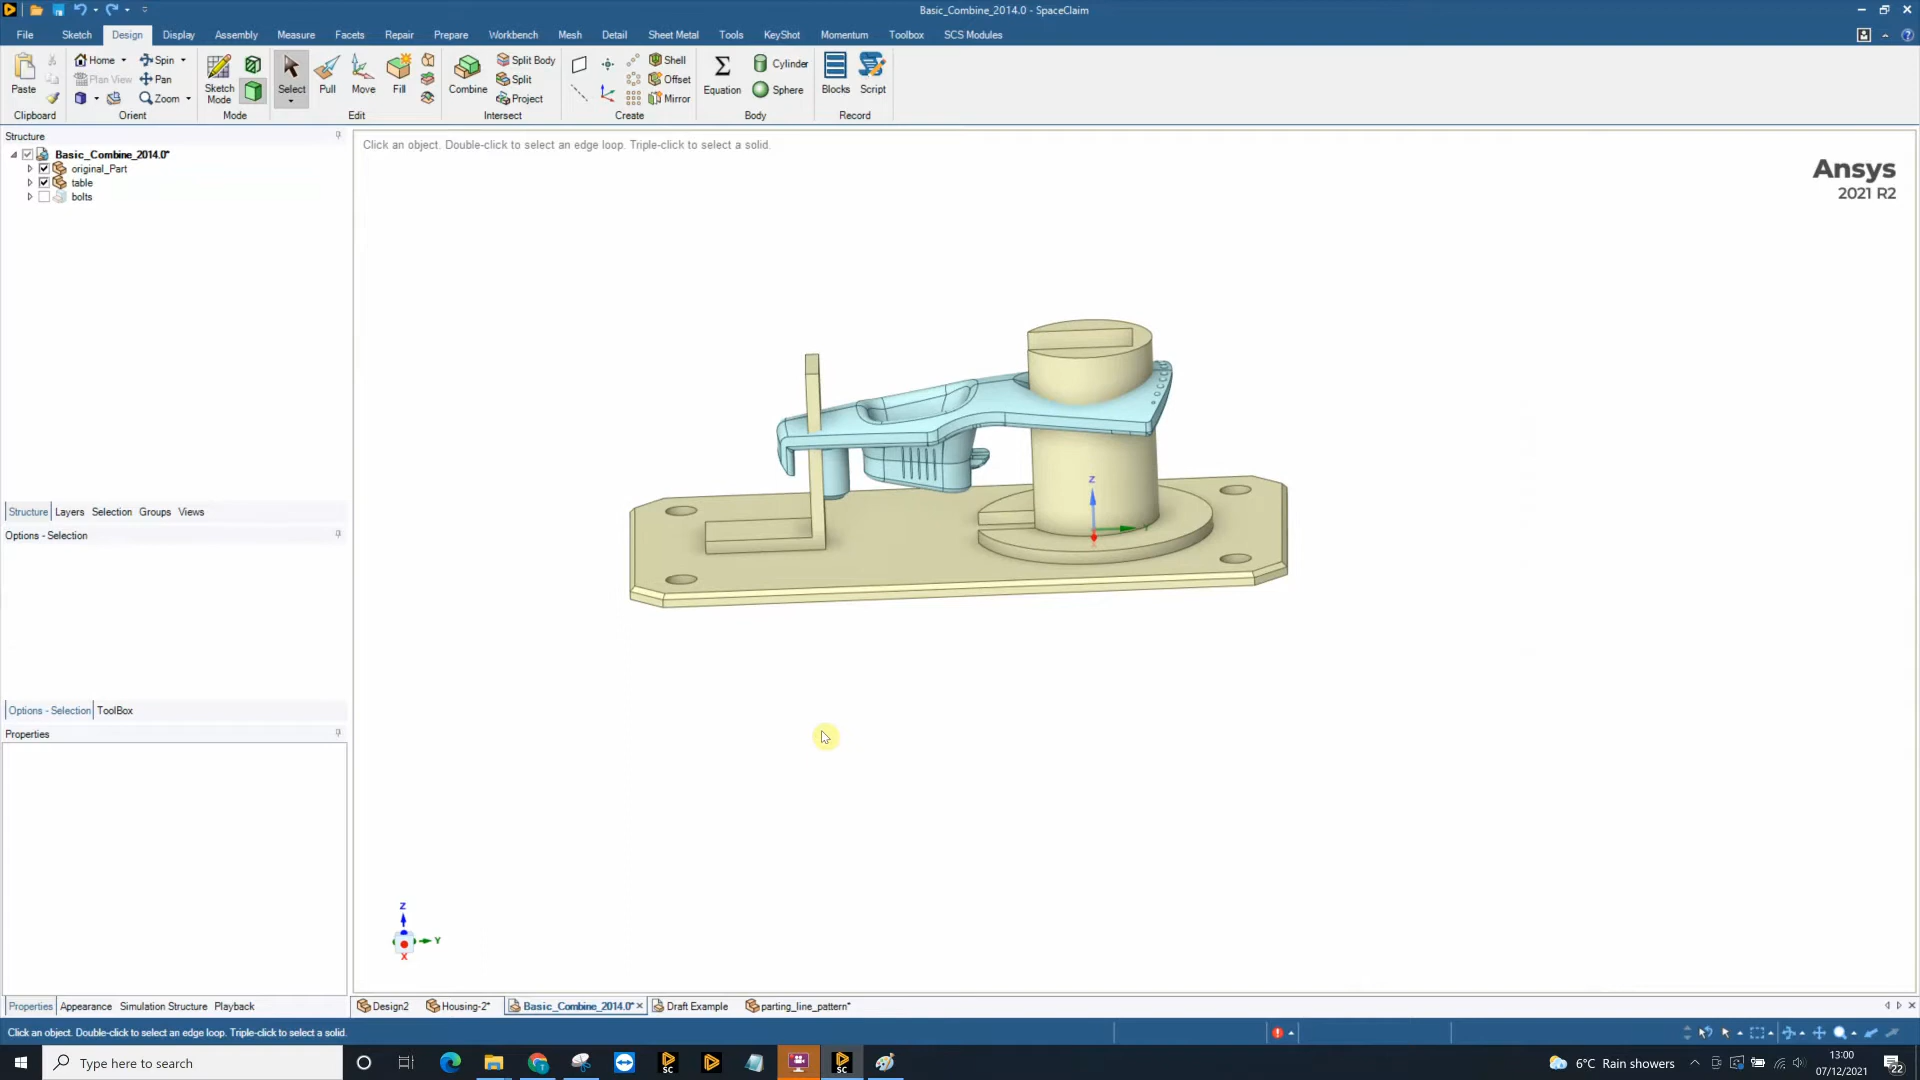 Basic_Combine_2014.0 - SpaceClaim
File Sketch Design Display Assembly Measure Facets Repair Prepare Workbench Mesh Detail Sheet Metal Tools KeyShot Momentum Toolbox SCS Modules
Home Spin Split Body Shell Cylinder
Plan View Pan Split Offset
Paste Sketch Mode Select Pull Move Fill Combine Equation Blocks Script
Zoom Project Mirror Sphere
Clipboard Orient Mode Edit Intersect Create Body Record
Structure
Basic_Combine_2014.0*
original_Part
table
bolts
Click an object. Double-click to select an edge loop. Triple-click to select a solid.
Ansys
2021 R2
Z
Y
X
Structure Layers Selection Groups Views
Options - Selection
Options - Selection ToolBox
Properties
Z
Y
X
Properties Appearance Simulation Structure Playback
Design2 Housing-2* Basic_Combine_2014.0* Draft Example parting_line_pattern*
Click an object. Double-click to select an edge loop. Triple-click to select a solid.
Type here to search
SC
SC
6°C Rain showers
13:00
07/12/2021
22